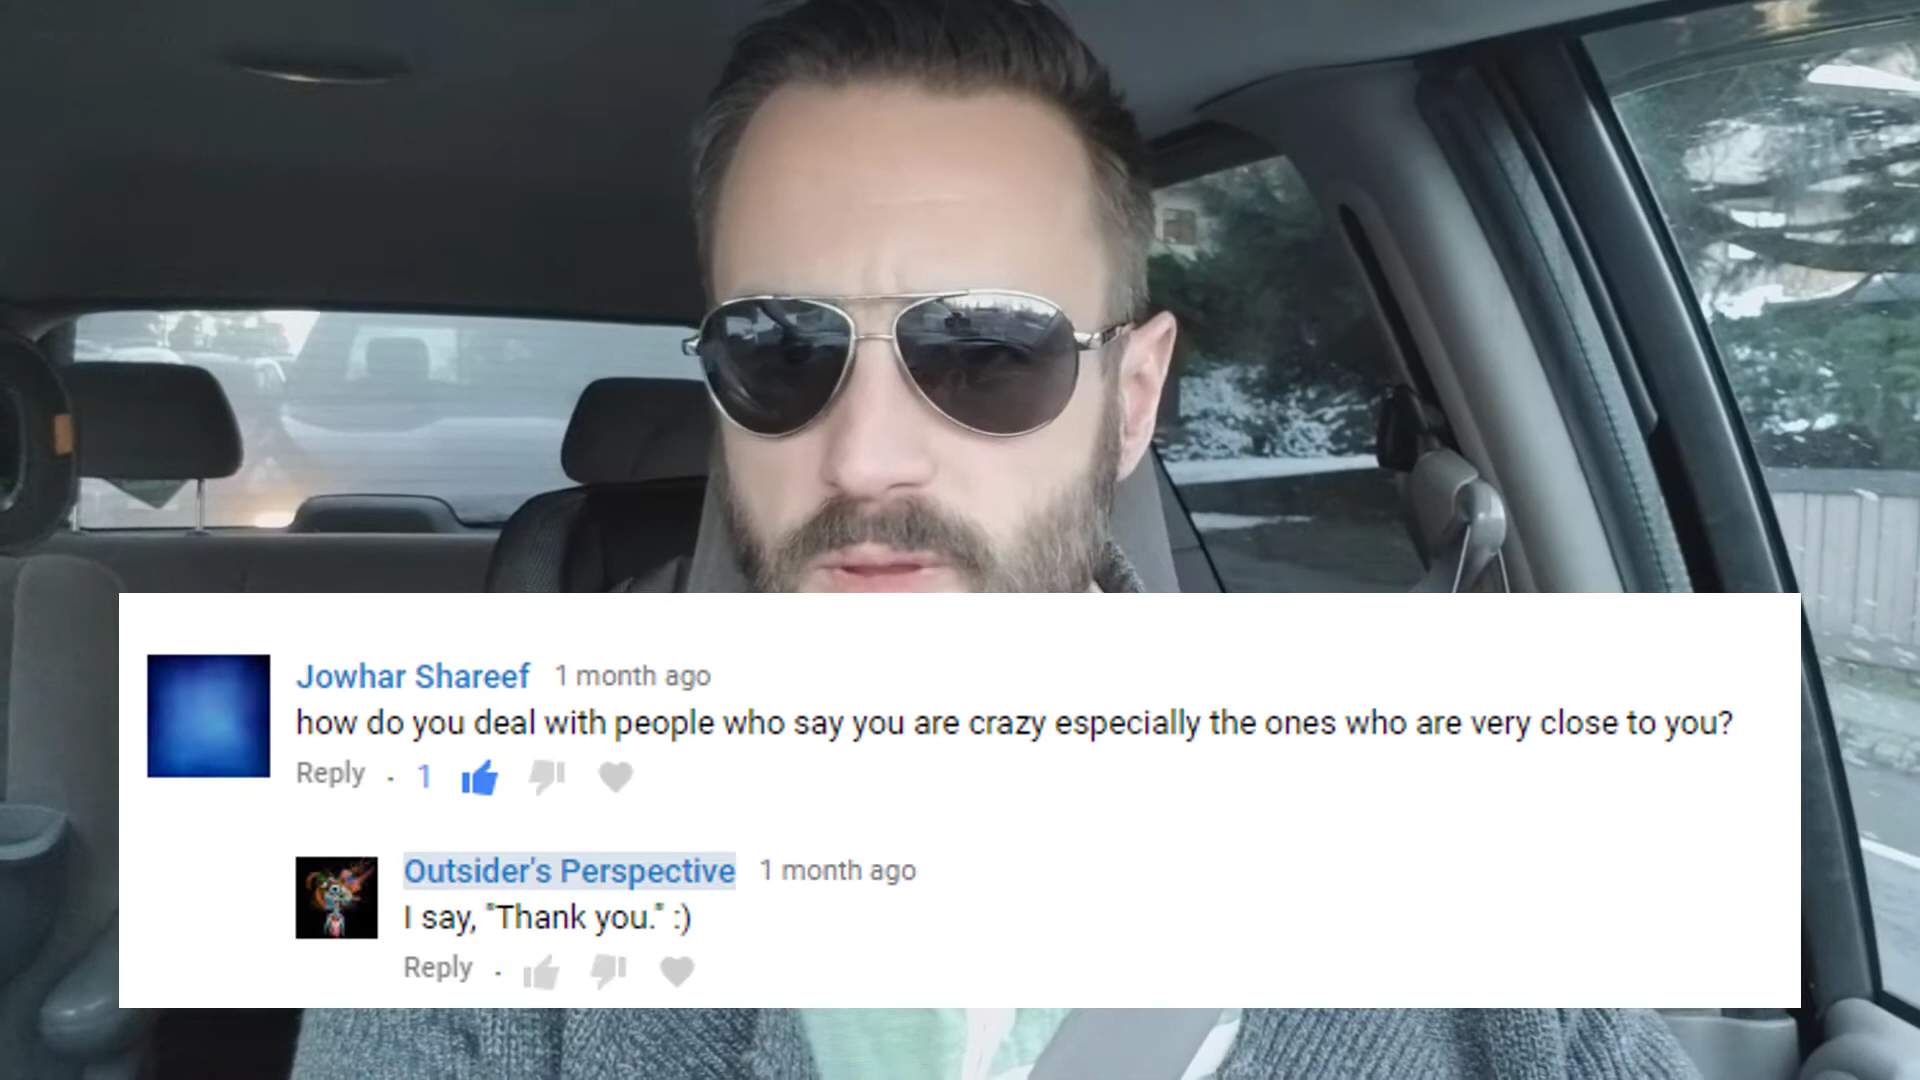 Jowhar Shareef 1 month ago
how do you deal with people who say you are crazy especially the ones who are very close to you?
Reply . 1
Outsider's Perspective 1 month ago
I say, "Thank you." :)
Reply .